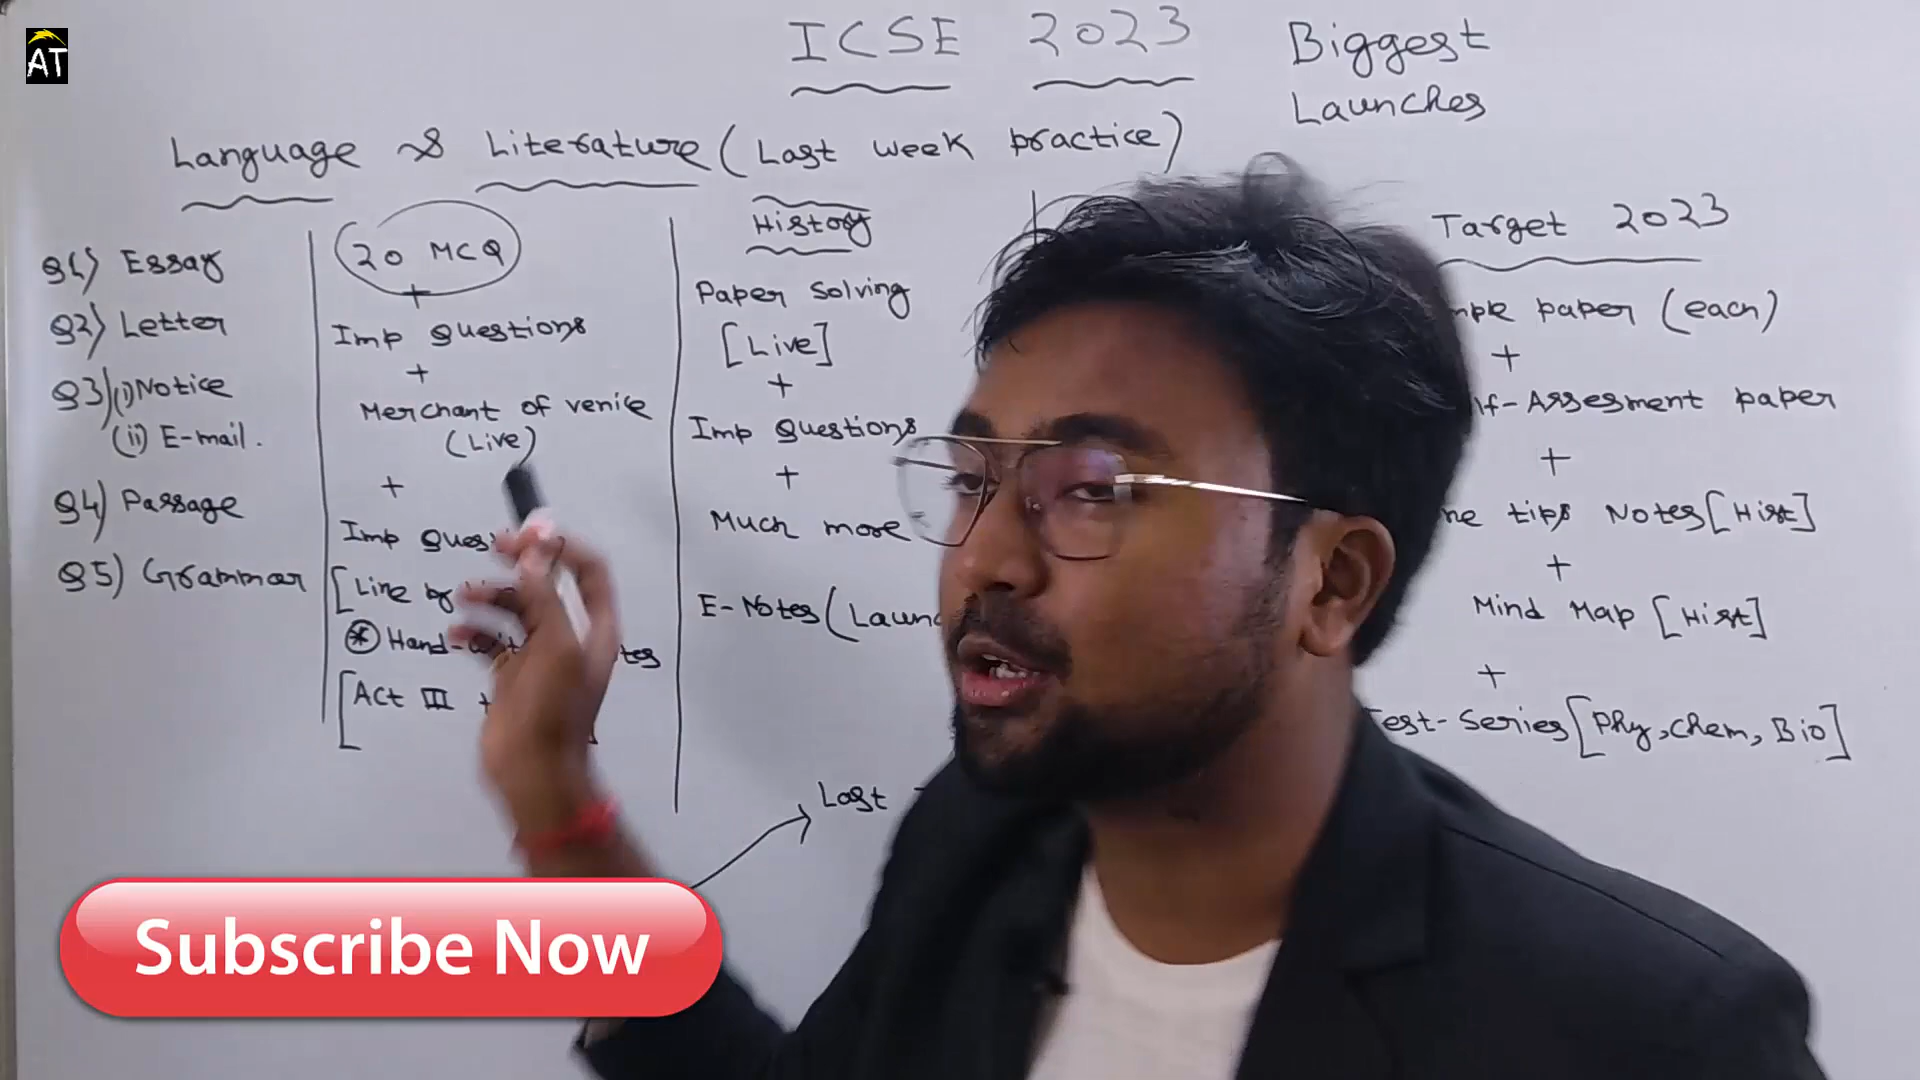 AT
ICSE 2023
Biggest
Launches
Language & Literature (Last week practice)
Q1) Essay
Q2) Letter
Q3) (i) Notice
(ii) E-mail.
Q4) Passage
Q5) Grammar
20 MCQ
+
Imp Questions
+
Merchant of venice
(Live)
+
Imp
[Line by
* Hand-
[Act III +
History
Paper Solving
[Live]
+
Imp Questions
+
Much more
E-Notes (
Last
Target 2023
paper (each)
+
-Assesment paper
+
tips Notes [Hist]
+
Mind Map [Hist]
+
Test-Series [Phy, Chem, Bio]
Subscribe Now